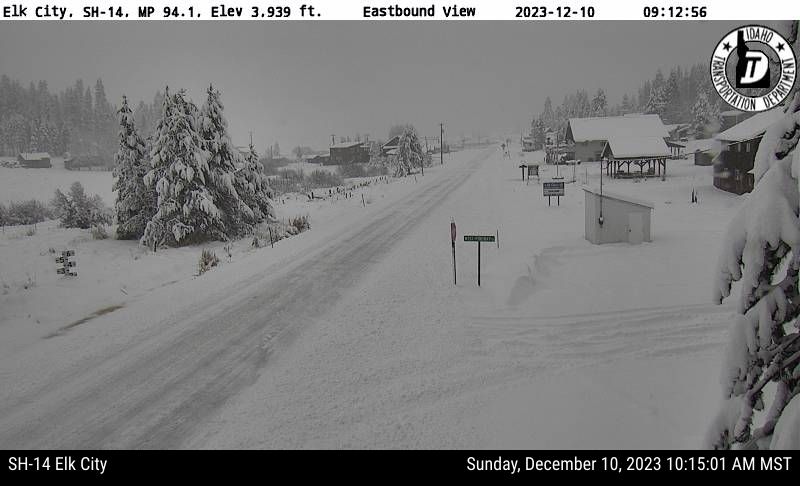 Elk City, SH-14, MP 94.1, Elev 3,939 ft. Eastbound View 2023-12-10 09:12:56
IDAHO
TRANSPORTATION DEPARTMENT
SH-14 Elk City Sunday, December 10, 2023 10:15:01 AM MST